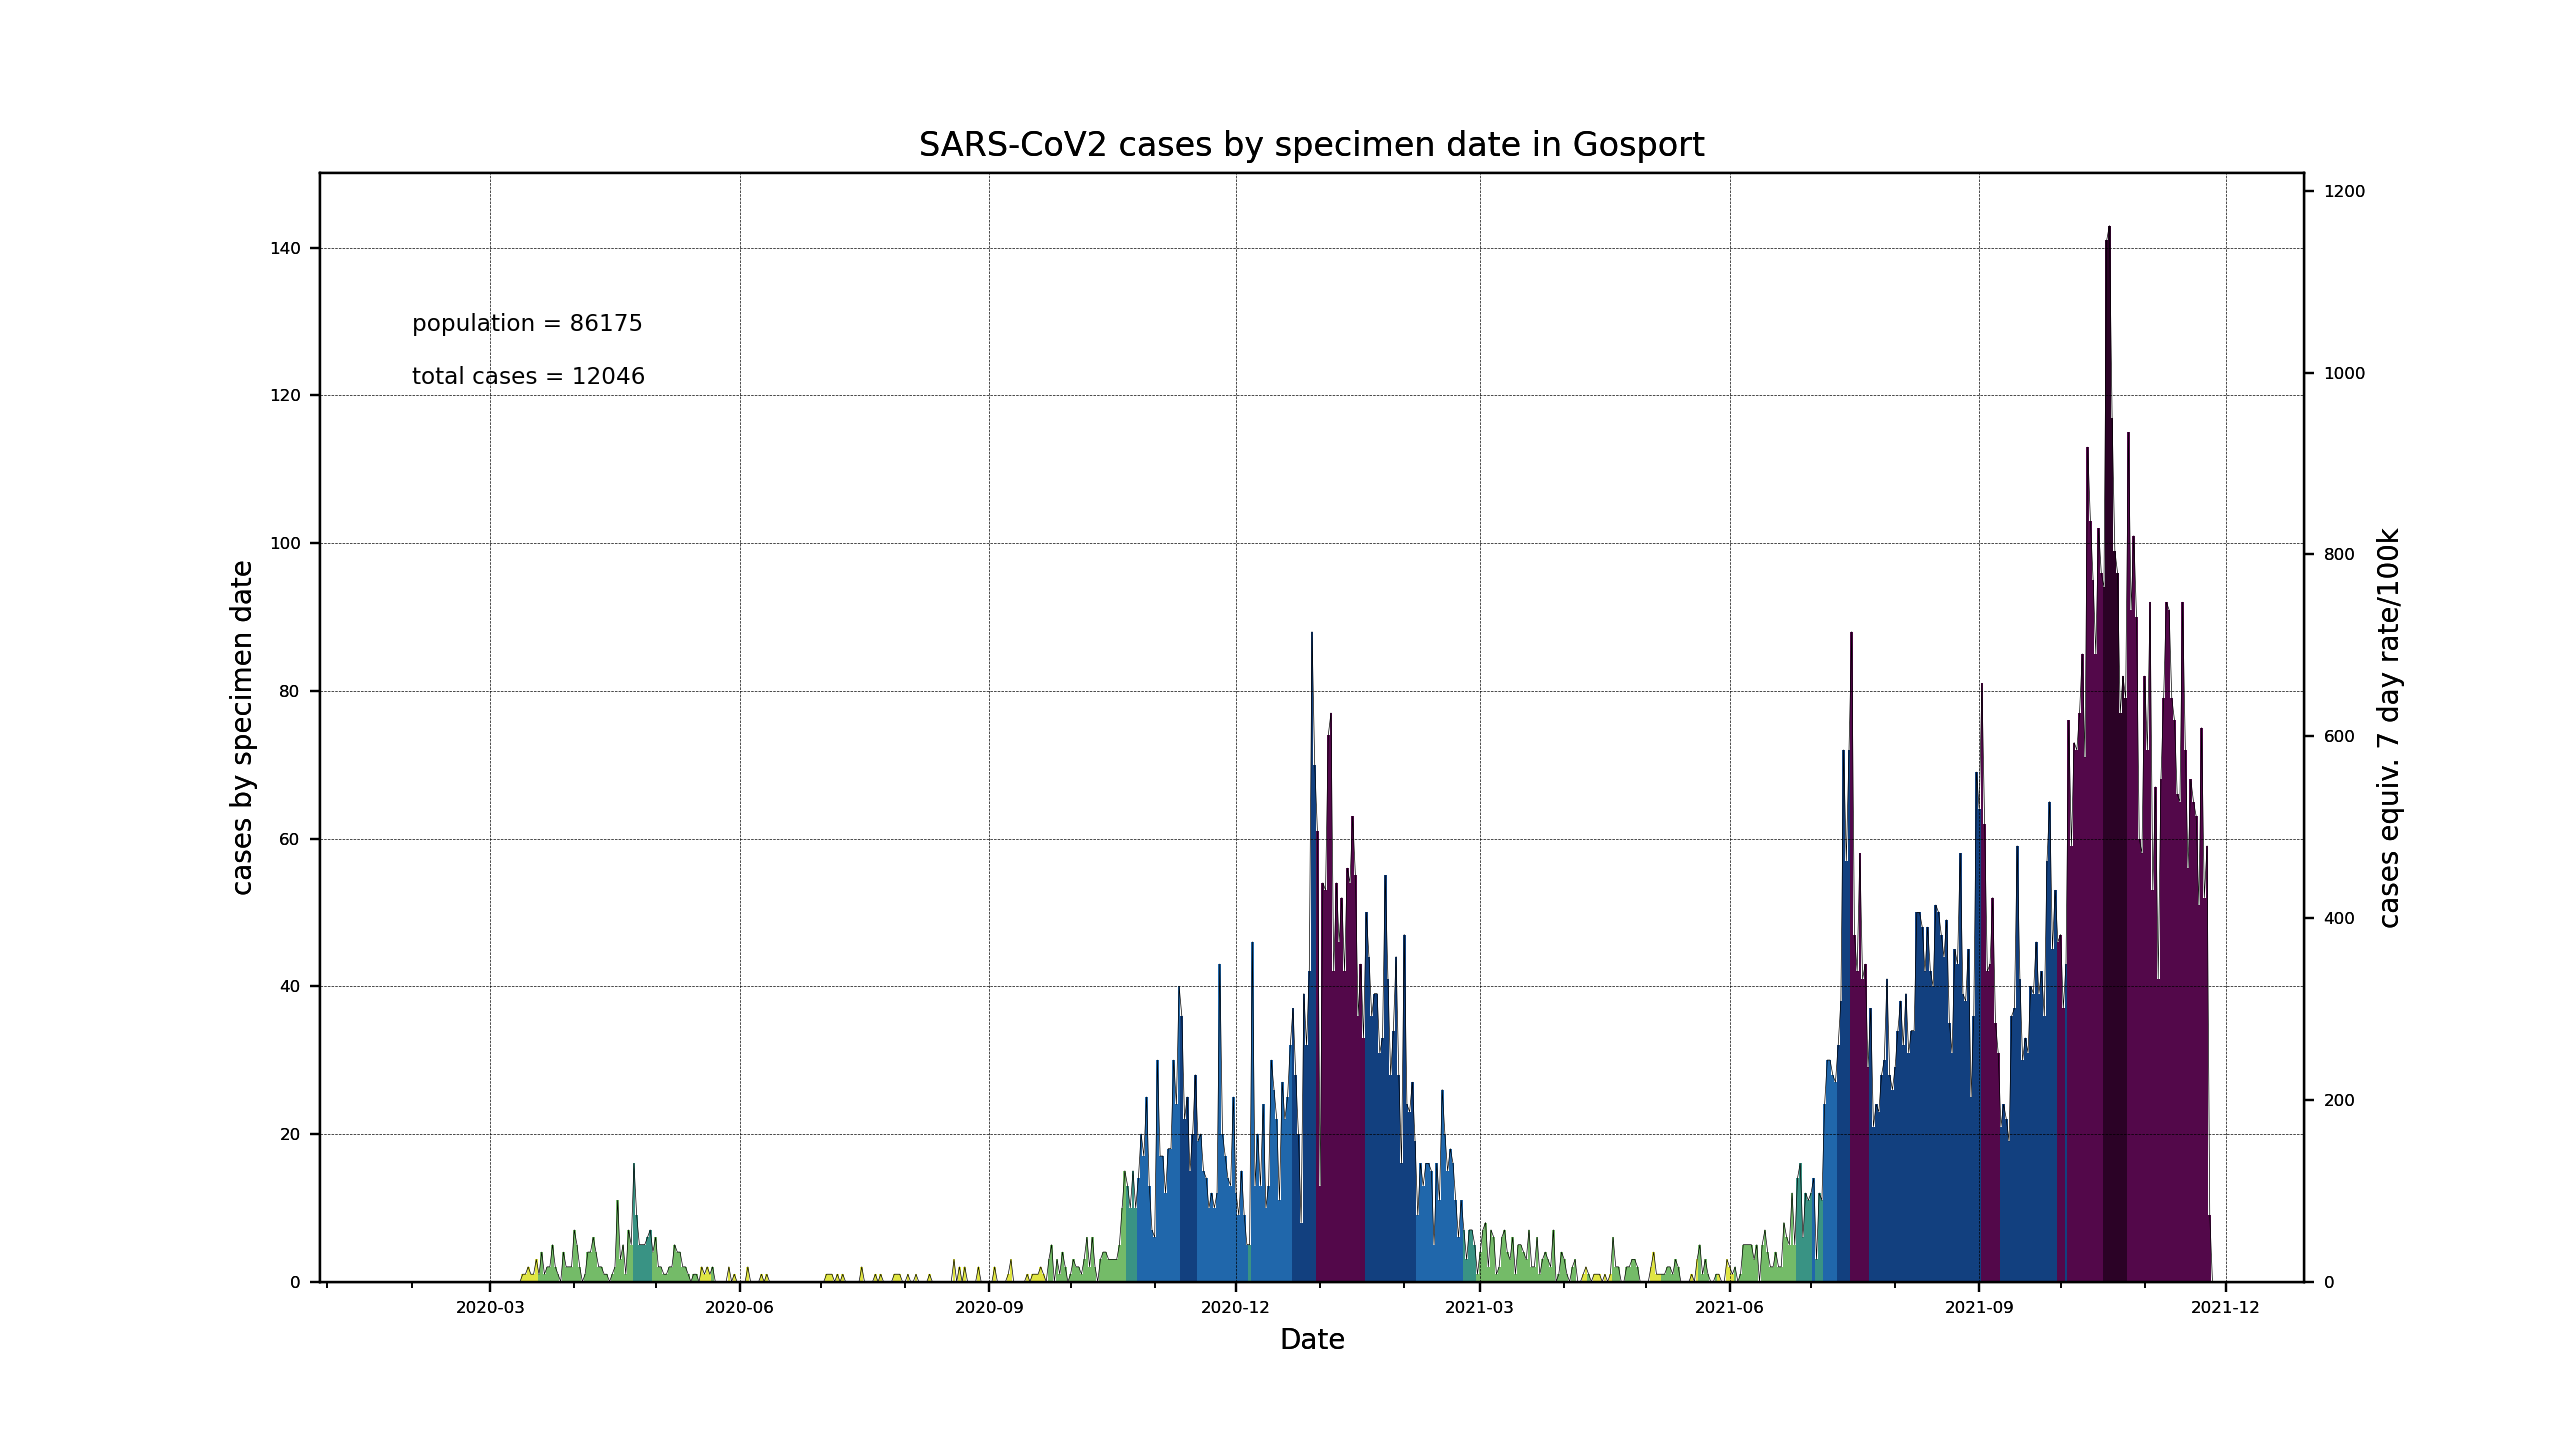 SARS-CoV2 cases by specimen date in Gosport
population = 86175
total cases = 12046
cases by specimen date
140
120
100
80
60
40
20
0
1200
1000
800
600
400
200
0
cases equiv. 7 day rate/100k
2020-03 2020-06 2020-09 2020-12 2021-03 2021-06 2021-09 2021-12
Date